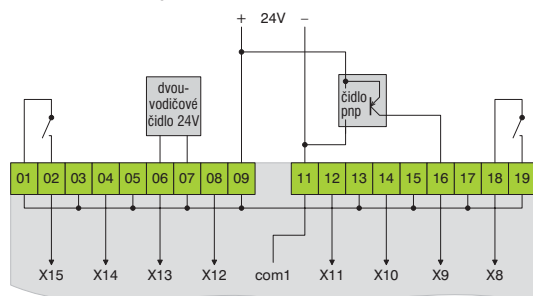 + 24V –
dvou-
vodičové
čidlo 24V
čidlo
pnp
01 02 03 04 05 06 07 08 09 11 12 13 14 15 16 17 18 19
X15 X14 X13 X12 com1 X11 X10 X9 X8